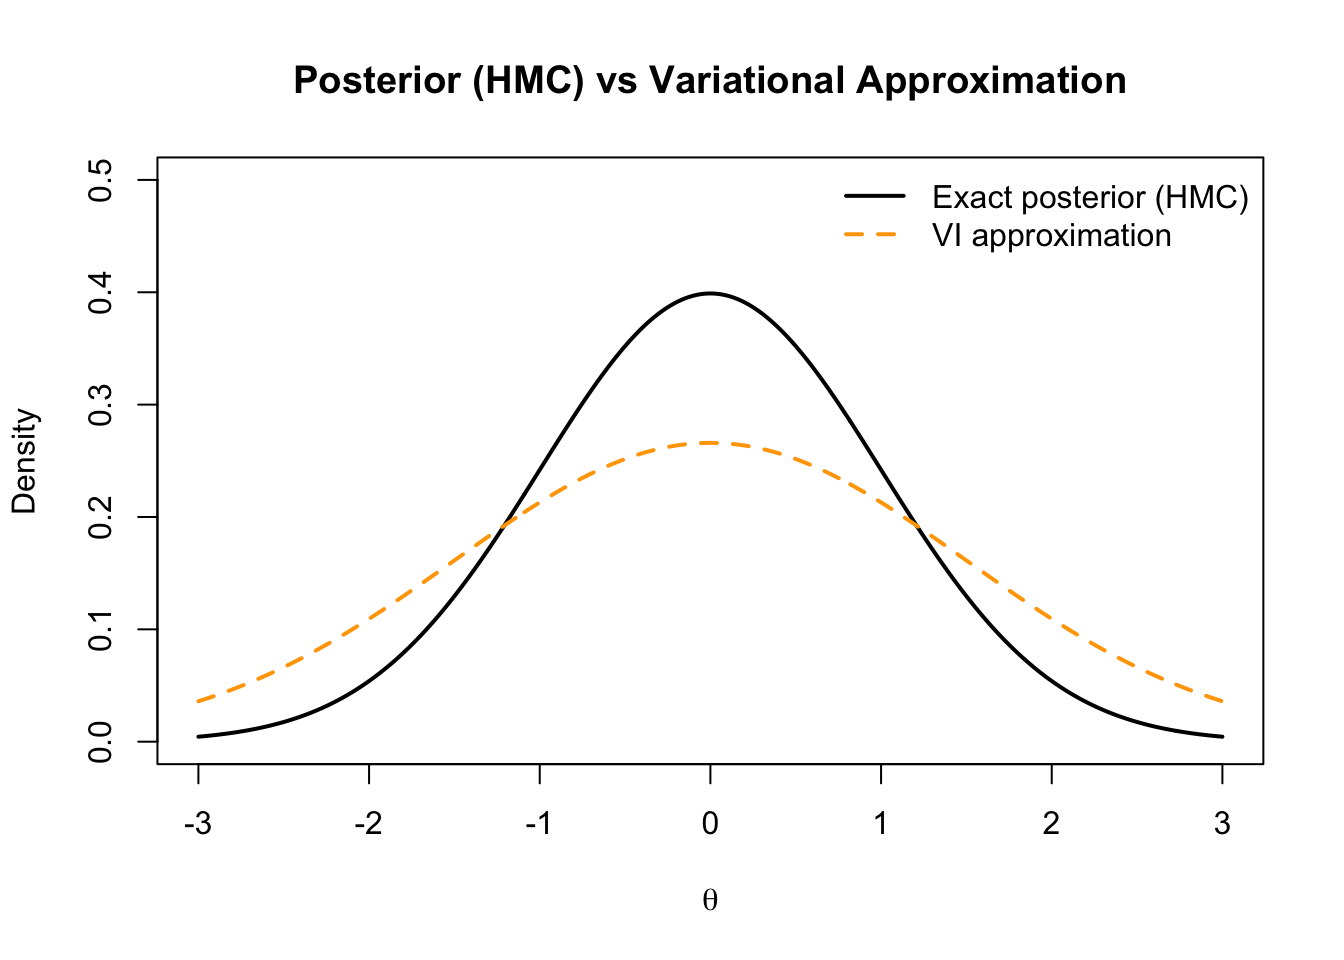 Posterior (HMC) vs Variational Approximation
Exact posterior (HMC)
VI approximation
Density
0.5
0.4
0.3
0.2
0.1
0.0
-3 -2 -1 0 1 2 3
θ